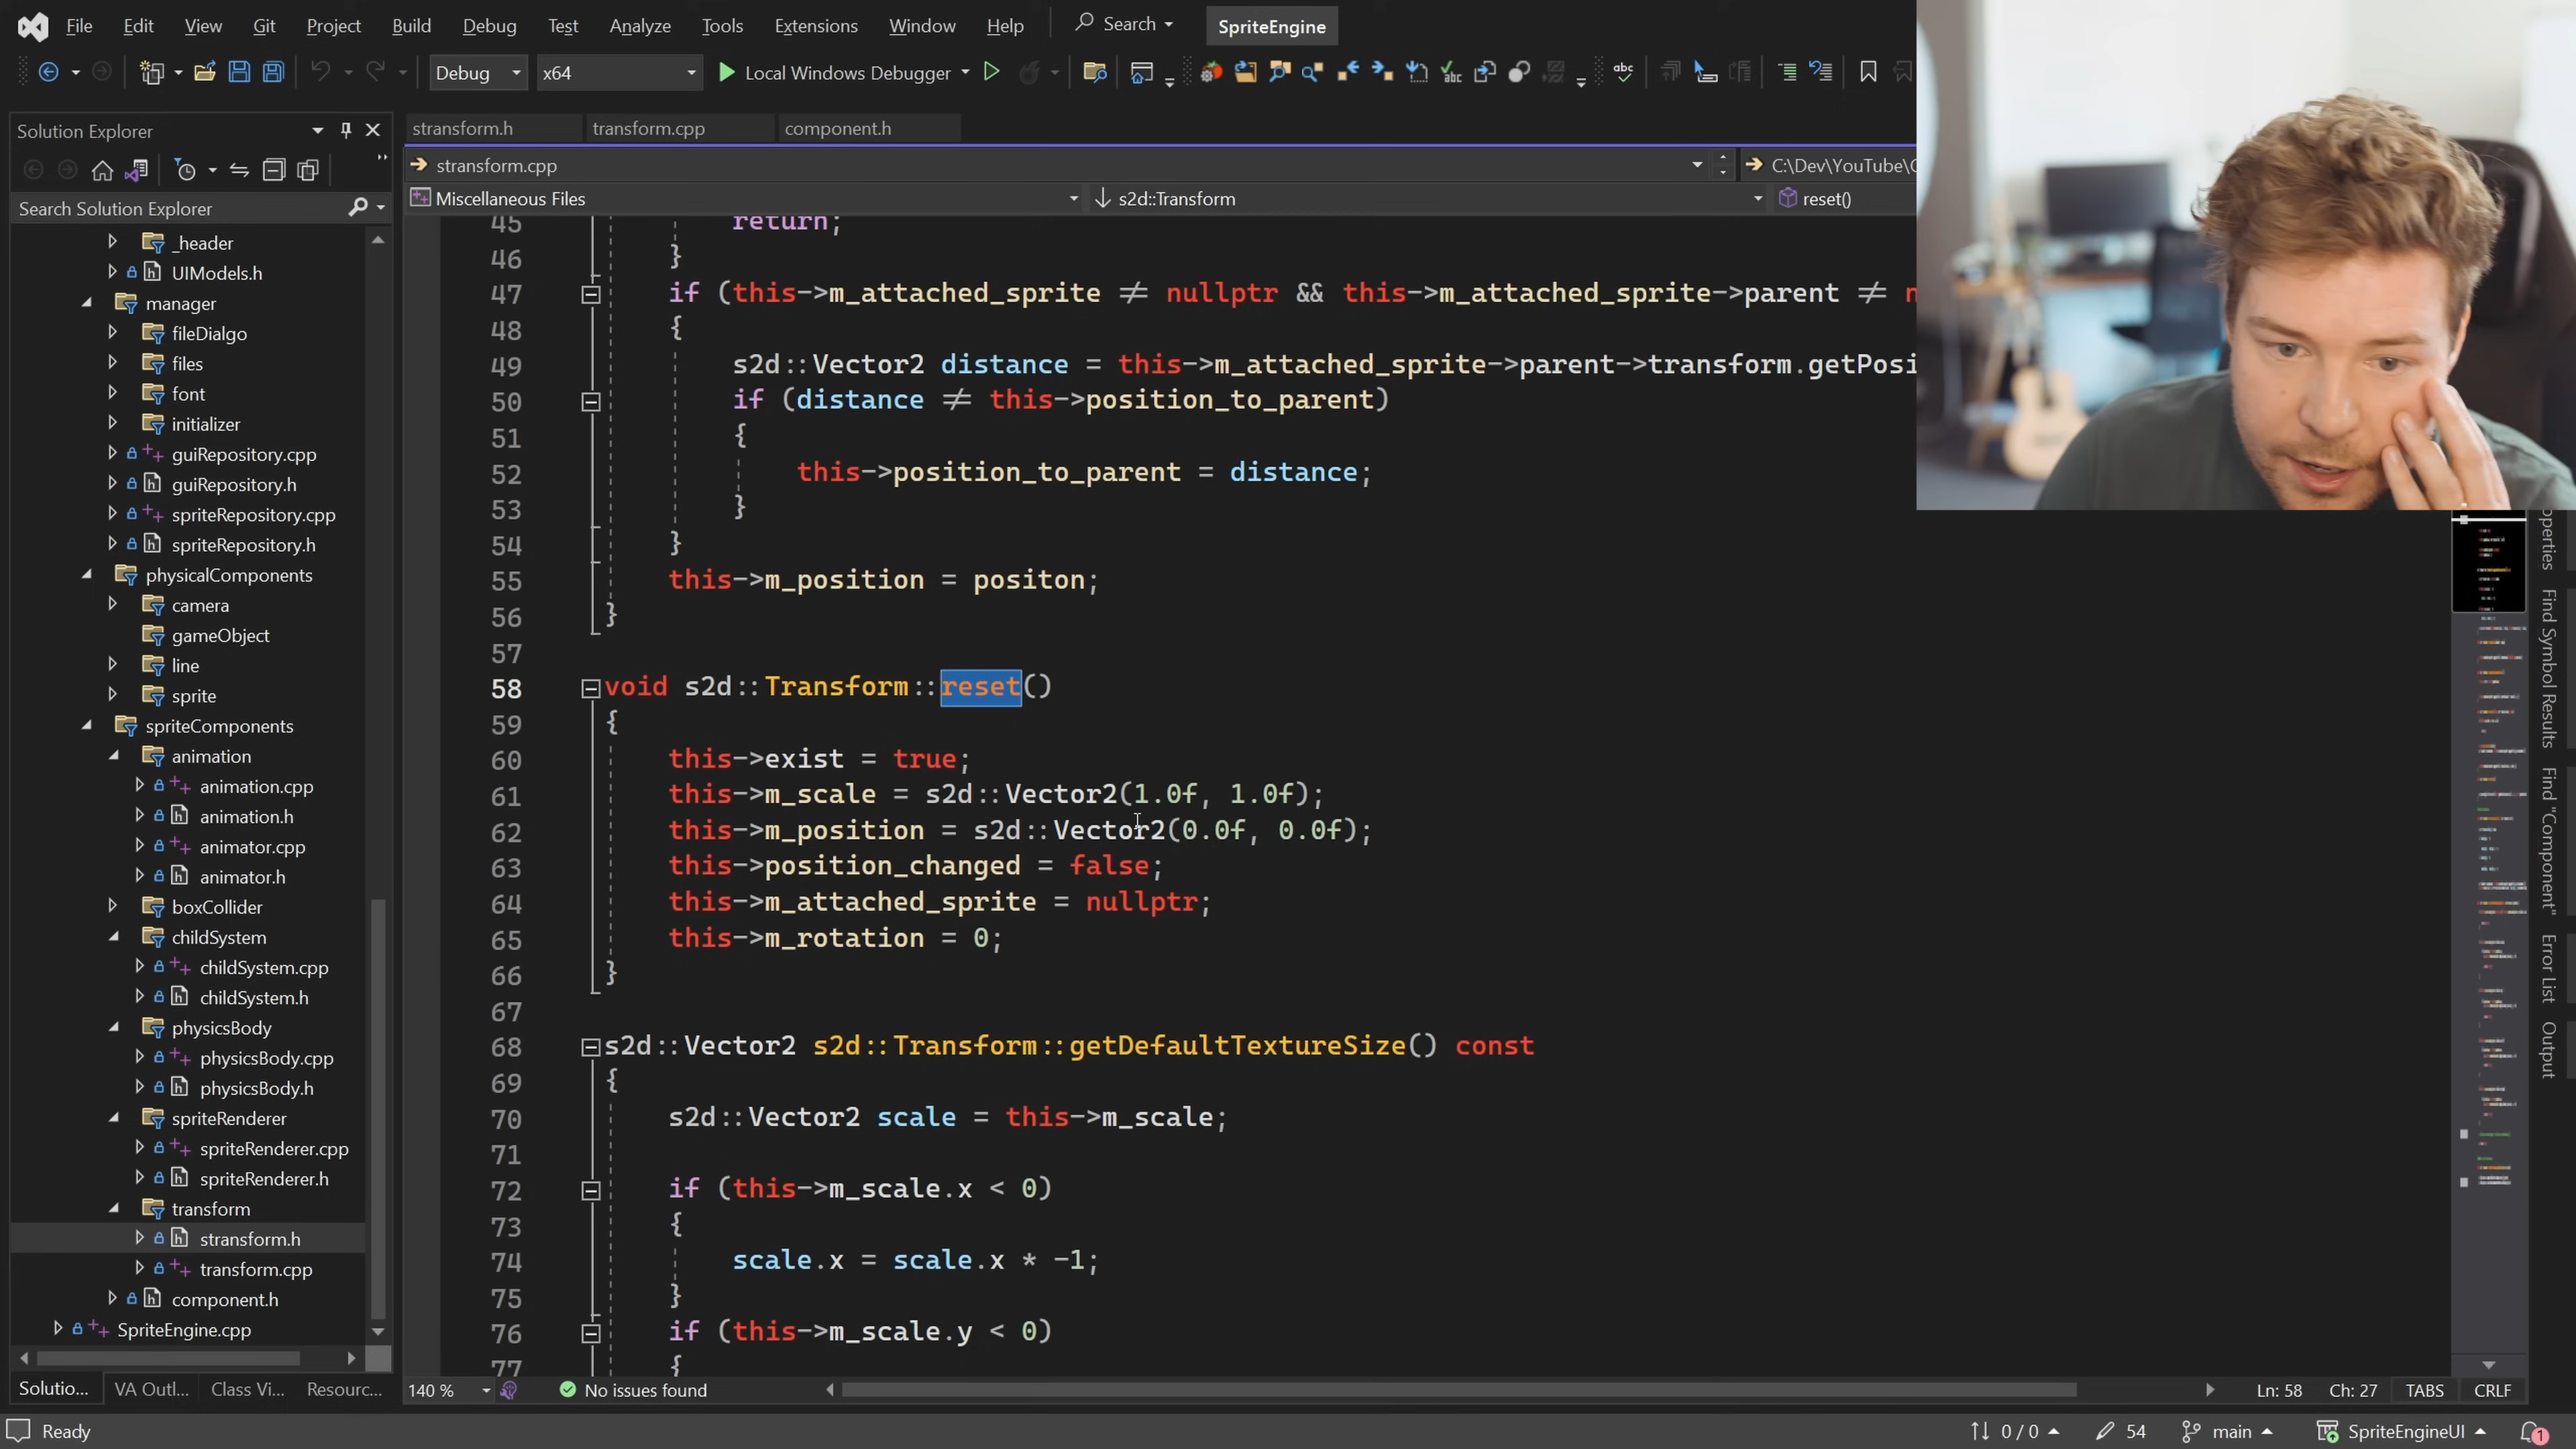 File Edit View Git Project Build Debug Test Analyze Tools Extensions Window Help Search SpriteEngine
Debug x64 Local Windows Debugger
Solution Explorer
Search Solution Explorer
_header
UIModels.h
manager
fileDialgo
files
font
initializer
guiRepository.cpp
guiRepository.h
spriteRepository.cpp
spriteRepository.h
physicalComponents
camera
gameObject
line
sprite
spriteComponents
animation
animation.cpp
animation.h
animator.cpp
animator.h
boxCollider
childSystem
childSystem.cpp
childSystem.h
physicsBody
physicsBody.cpp
physicsBody.h
spriteRenderer
spriteRenderer.cpp
spriteRenderer.h
transform
stransform.h
transform.cpp
component.h
SpriteEngine.cpp
Solutio... VA Outl... Class Vi... Resourc...
stransform.h transform.cpp component.h
stransform.cpp C:\Dev\YouTube\
Miscellaneous Files s2d::Transform reset()
45 return;
46 }
47 if (this->m_attached_sprite ≠ nullptr && this->m_attached_sprite->parent ≠
48 {
49 s2d::Vector2 distance = this->m_attached_sprite->parent->transform.getPosi
50 if (distance ≠ this->position_to_parent)
51 {
52 this->position_to_parent = distance;
53 }
54 }
55 this->m_position = positon;
56 }
57
58 void s2d::Transform::reset()
59 {
60 this->exist = true;
61 this->m_scale = s2d::Vector2(1.0f, 1.0f);
62 this->m_position = s2d::Vector2(0.0f, 0.0f);
63 this->position_changed = false;
64 this->m_attached_sprite = nullptr;
65 this->m_rotation = 0;
66 }
67
68 s2d::Vector2 s2d::Transform::getDefaultTextureSize() const
69 {
70 s2d::Vector2 scale = this->m_scale;
71
72 if (this->m_scale.x < 0)
73 {
74 scale.x = scale.x * -1;
75 }
76 if (this->m_scale.y < 0)
77 {
140 % No issues found Ln: 58 Ch: 27 TABS CRLF
operties
Find Symbol Results
Find "Component"
Error List
Output
Ready 0 / 0 54 main SpriteEngineUI 1